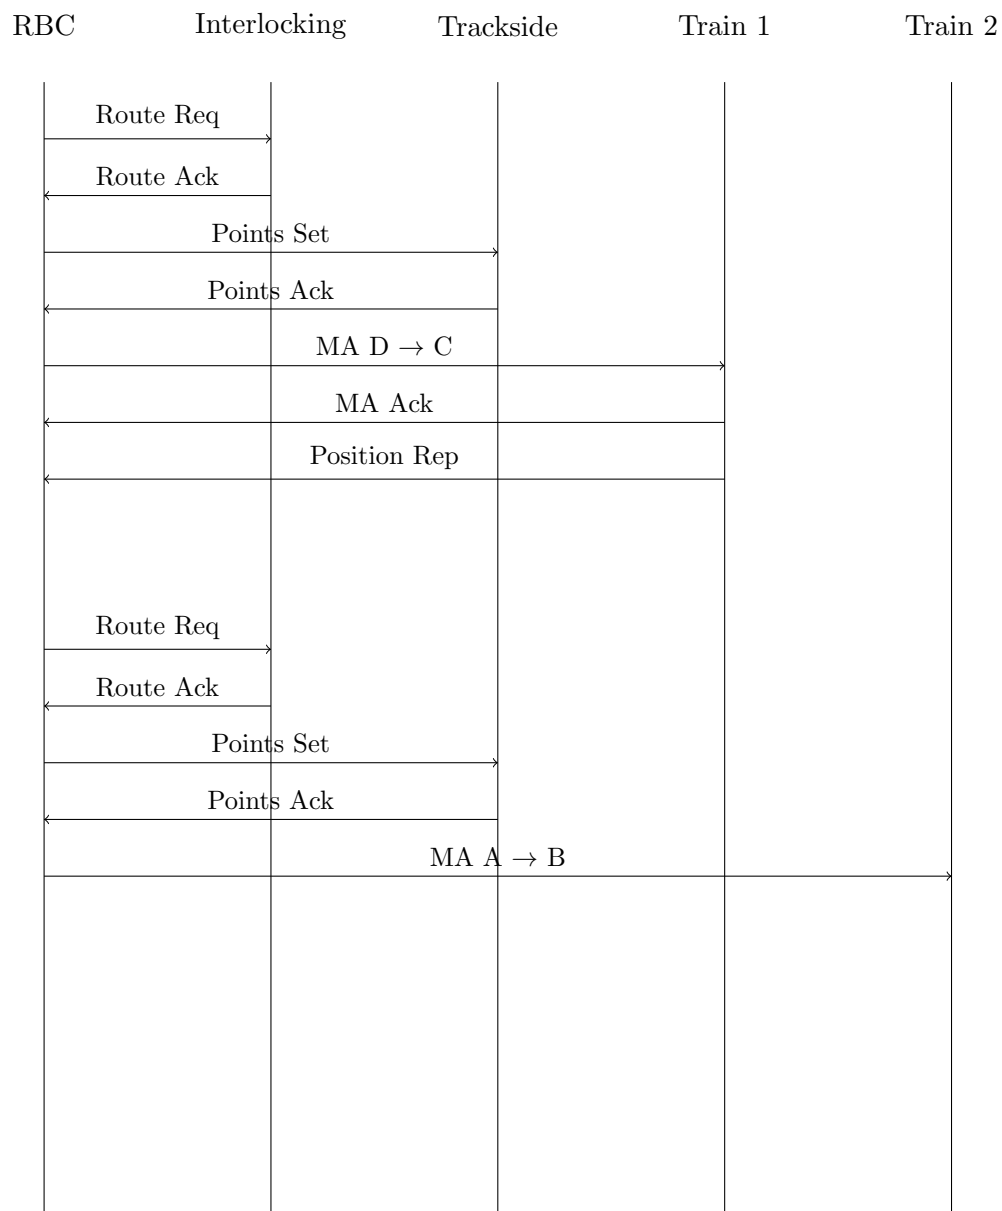 RBC Interlocking Trackside Train 1 Train 2
Route Req
Route Ack
Points Set
Points Ack
MA D → C
MA Ack
Position Rep
Route Req
Route Ack
Points Set
Points Ack
MA A → B